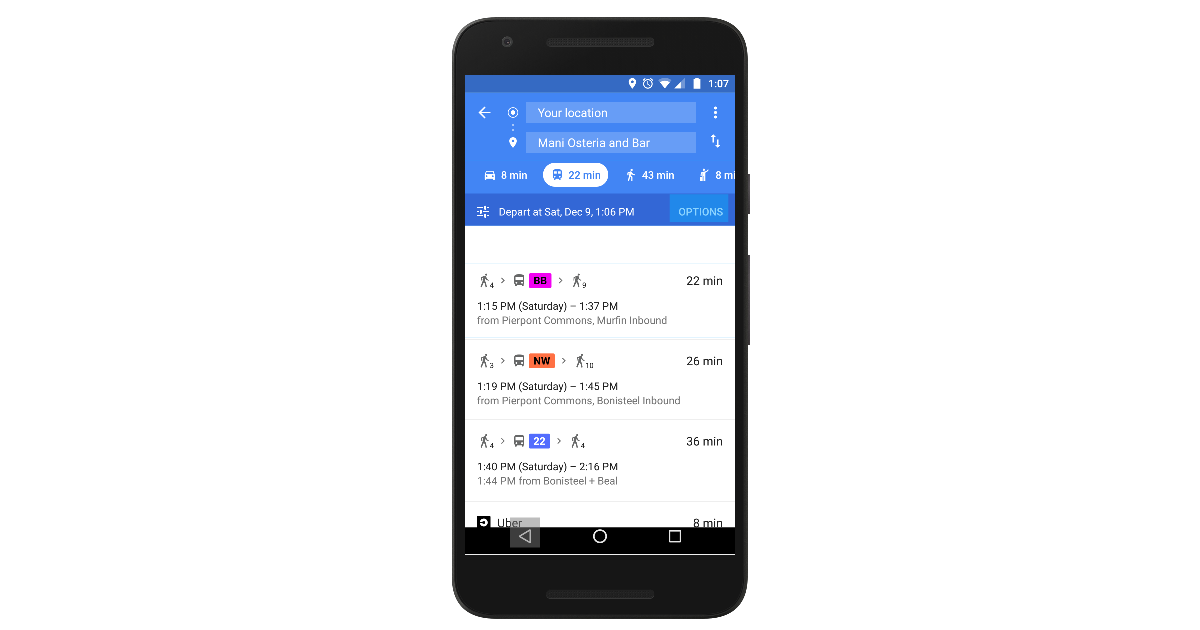 1:07
Your location
Mani Osteria and Bar
8 min 22 min 43 min 8 mi
Depart at Sat, Dec 9, 1:06 PM OPTIONS
4 > BB > 9 22 min
1:15 PM (Saturday) – 1:37 PM
from Pierpont Commons, Murfin Inbound
3 > NW > 10 26 min
1:19 PM (Saturday) – 1:45 PM
from Pierpont Commons, Bonisteel Inbound
4 > 22 > 4 36 min
1:40 PM (Saturday) – 2:16 PM
1:44 PM from Bonisteel + Beal
Uber 8 min